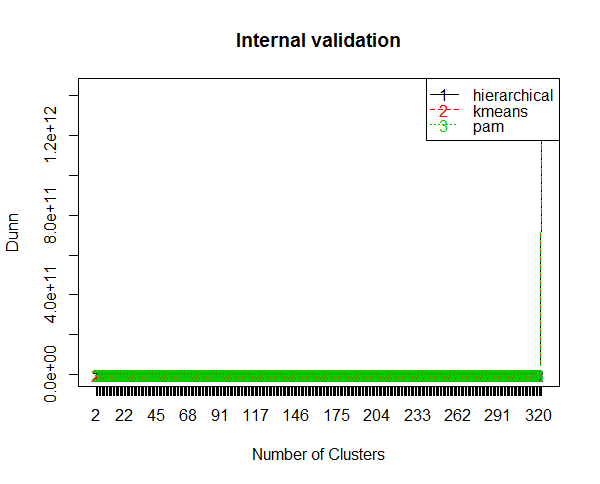 Internal validation
1 hierarchical
2 kmeans
3 pam
Dunn
0.0e+00 4.0e+11 8.0e+11 1.2e+12
2 22 45 68 91 117 146 175 204 233 262 291 320
Number of Clusters